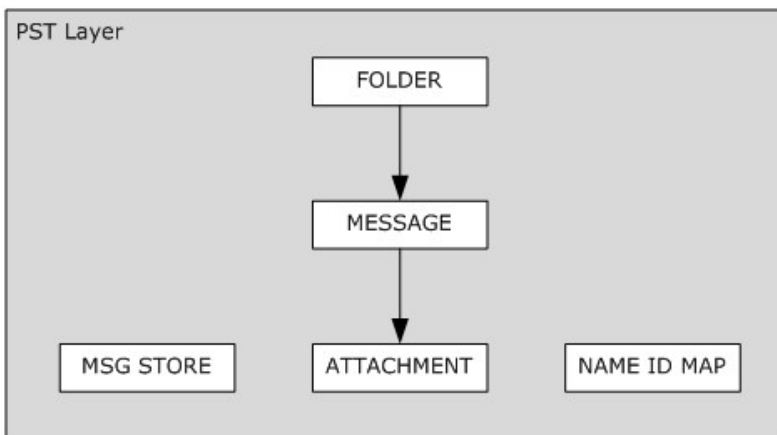 PST Layer
FOLDER
MESSAGE
MSG STORE
ATTACHMENT
NAME ID MAP